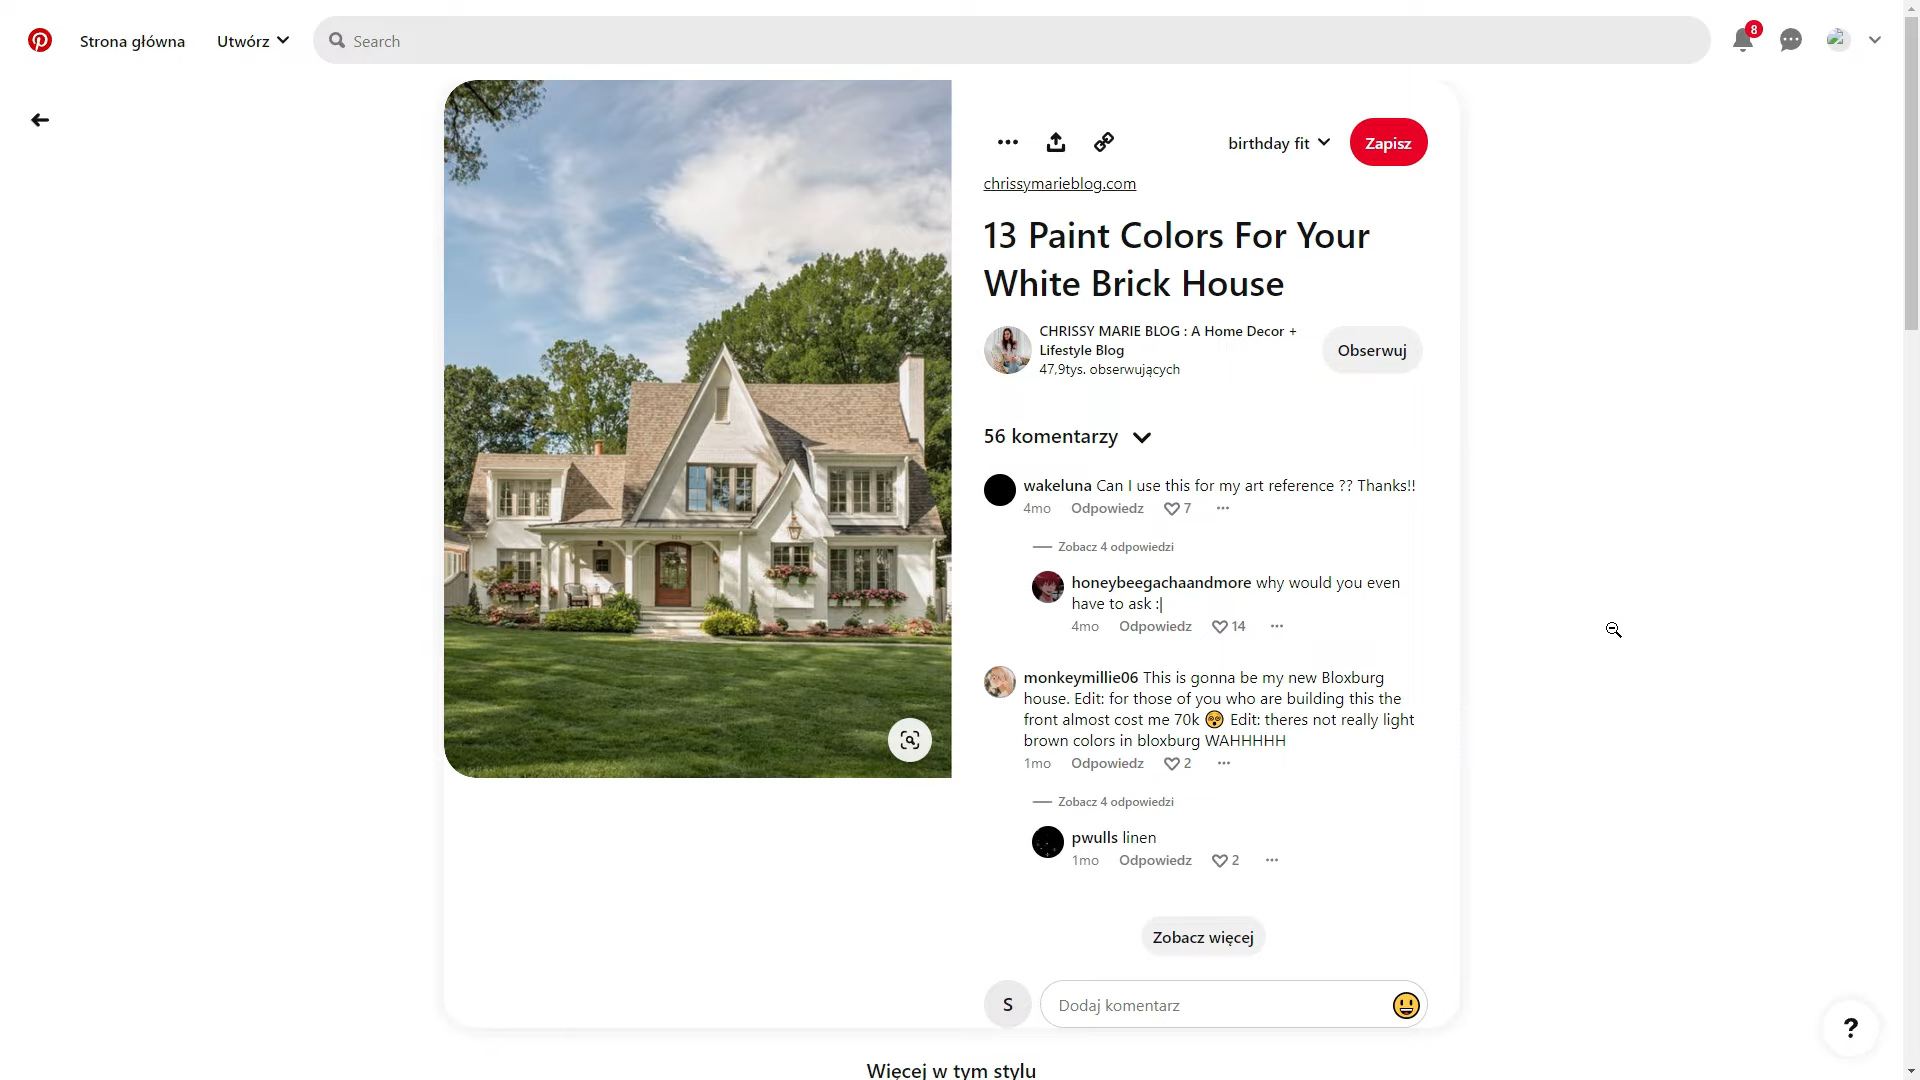 Strona główna
Utwórz
Search
8
birthday fit
Zapisz
chrissymarieblog.com
13 Paint Colors For Your
White Brick House
CHRISSY MARIE BLOG : A Home Decor +
Lifestyle Blog
47,9tys. obserwujących
Obserwuj
56 komentarzy
wakeluna Can I use this for my art reference ?? Thanks!!
4mo Odpowiedz 7
Zobacz 4 odpowiedzi
honeybeegachaandmore why would you even
have to ask :|
4mo Odpowiedz 14
monkeymillie06 This is gonna be my new Bloxburg
house. Edit: for those of you who are building this the
front almost cost me 70k 😵 Edit: theres not really light
brown colors in bloxburg WAHHHHH
1mo Odpowiedz 2
Zobacz 4 odpowiedzi
pwulls linen
1mo Odpowiedz 2
Zobacz więcej
S
Dodaj komentarz
?
Więcej w tym stylu